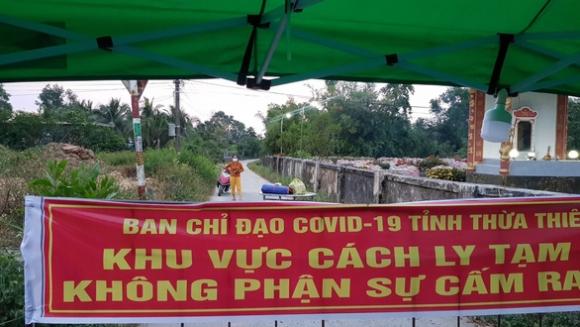 BAN CHỈ ĐẠO COVID-19 TỈNH THỪA THIÊ
KHU VỰC CÁCH LY TẠM
KHÔNG PHẬN SỰ CẤM RA